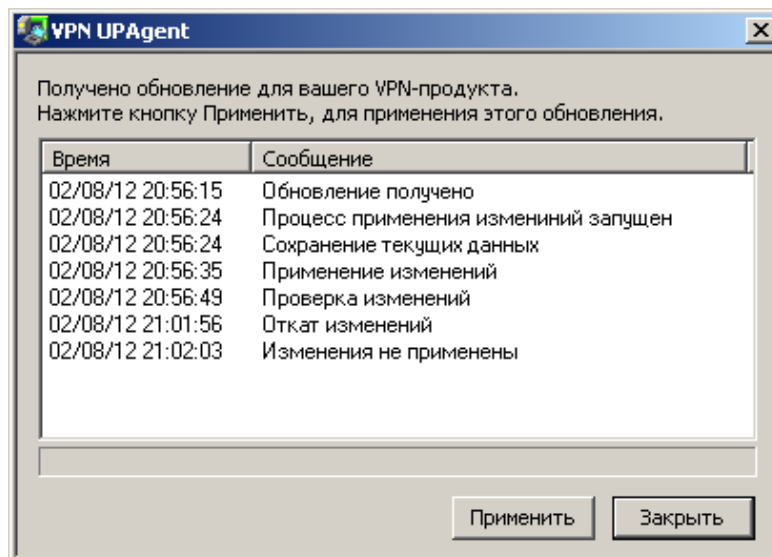 VPN UPAgent
Получено обновление для вашего VPN-продукта.
Нажмите кнопку Применить, для применения этого обновления.
Время Сообщение
02/08/12 20:56:15 Обновление получено
02/08/12 20:56:24 Процесс применения измениний запущен
02/08/12 20:56:24 Сохранение текущих данных
02/08/12 20:56:35 Применение изменений
02/08/12 20:56:49 Проверка изменений
02/08/12 21:01:56 Откат изменений
02/08/12 21:02:03 Изменения не применены
Применить Закрыть